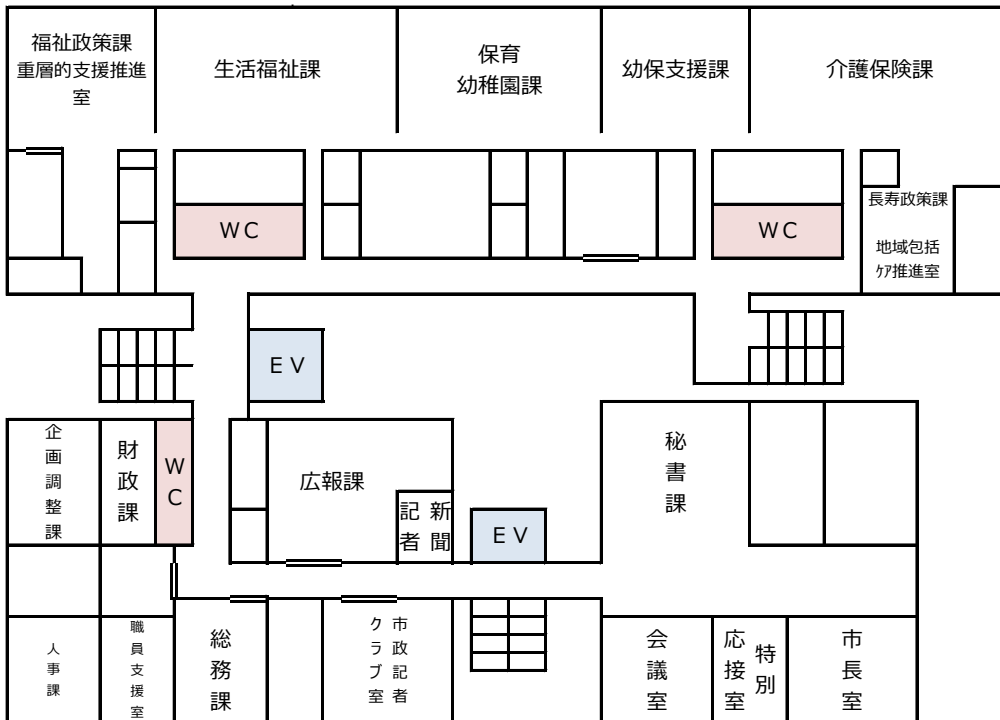 福祉政策課
重層的支援推進
室
生活福祉課
保育
幼稚園課
幼保支援課
介護保険課
ＷＣ
ＷＣ
長寿政策課
地域包括
ｹｱ推進室
ＥＶ
企画調整課
財政課
ＷＣ
広報課
新聞
記者
ＥＶ
秘書課
人事課
職員支援室
総務課
市政記者
クラブ室
会議室
特別
応接室
市長室